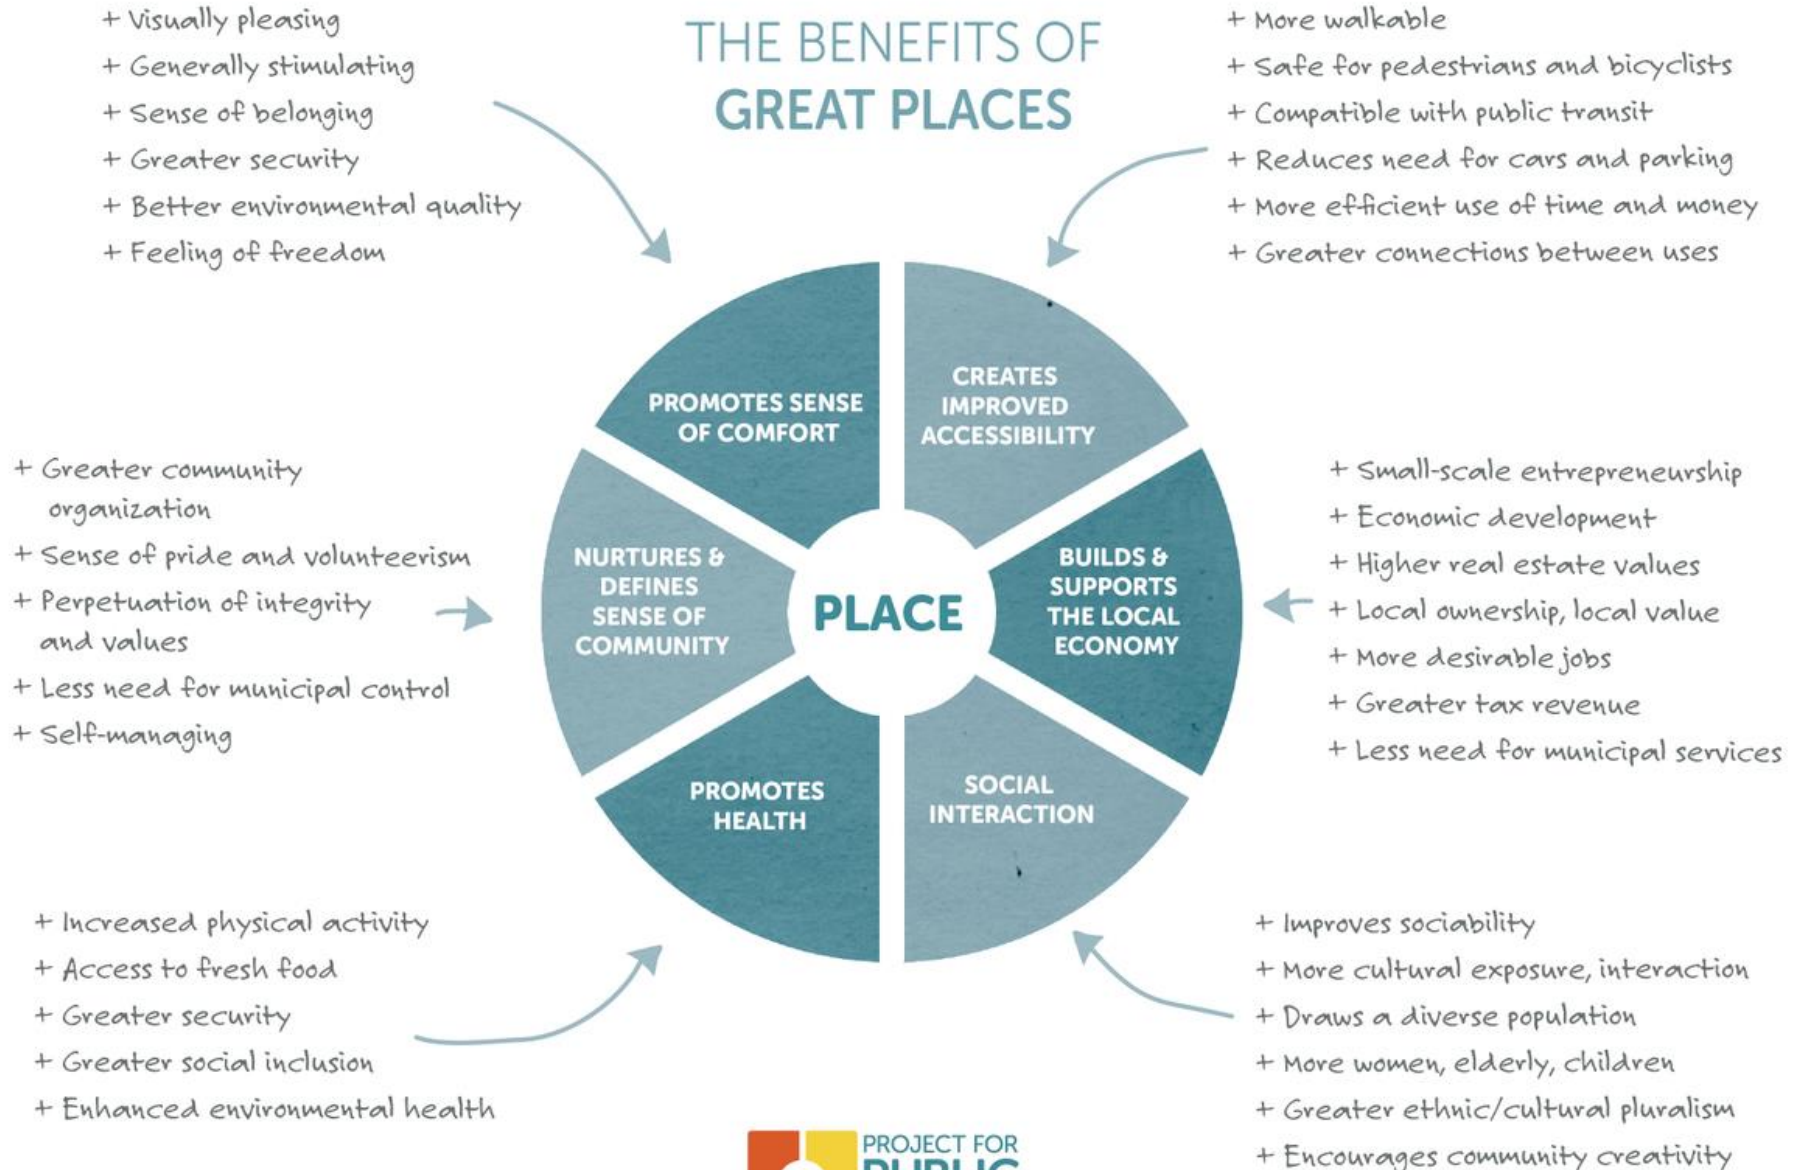 THE BENEFITS OF
GREAT PLACES
+ Visually pleasing
+ Generally stimulating
+ Sense of belonging
+ Greater security
+ Better environmental quality
+ Feeling of freedom
+ More walkable
+ Safe for pedestrians and bicyclists
+ Compatible with public transit
+ Reduces need for cars and parking
+ More efficient use of time and money
+ Greater connections between uses
PROMOTES SENSE
OF COMFORT
CREATES
IMPROVED
ACCESSIBILITY
+ Greater community
organization
+ Sense of pride and volunteerism
+ Perpetuation of integrity
and values
+ Less need for municipal control
+ Self-managing
NURTURES &
DEFINES
SENSE OF
COMMUNITY
PLACE
BUILDS &
SUPPORTS
THE LOCAL
ECONOMY
+ Small-scale entrepreneurship
+ Economic development
+ Higher real estate values
+ Local ownership, local value
+ More desirable jobs
+ Greater tax revenue
+ Less need for municipal services
PROMOTES
HEALTH
SOCIAL
INTERACTION
+ Increased physical activity
+ Access to fresh food
+ Greater security
+ Greater social inclusion
+ Enhanced environmental health
+ Improves sociability
+ More cultural exposure, interaction
+ Draws a diverse population
+ More women, elderly, children
+ Greater ethnic/cultural pluralism
+ Encourages community creativity
PROJECT FOR
PUBLIC